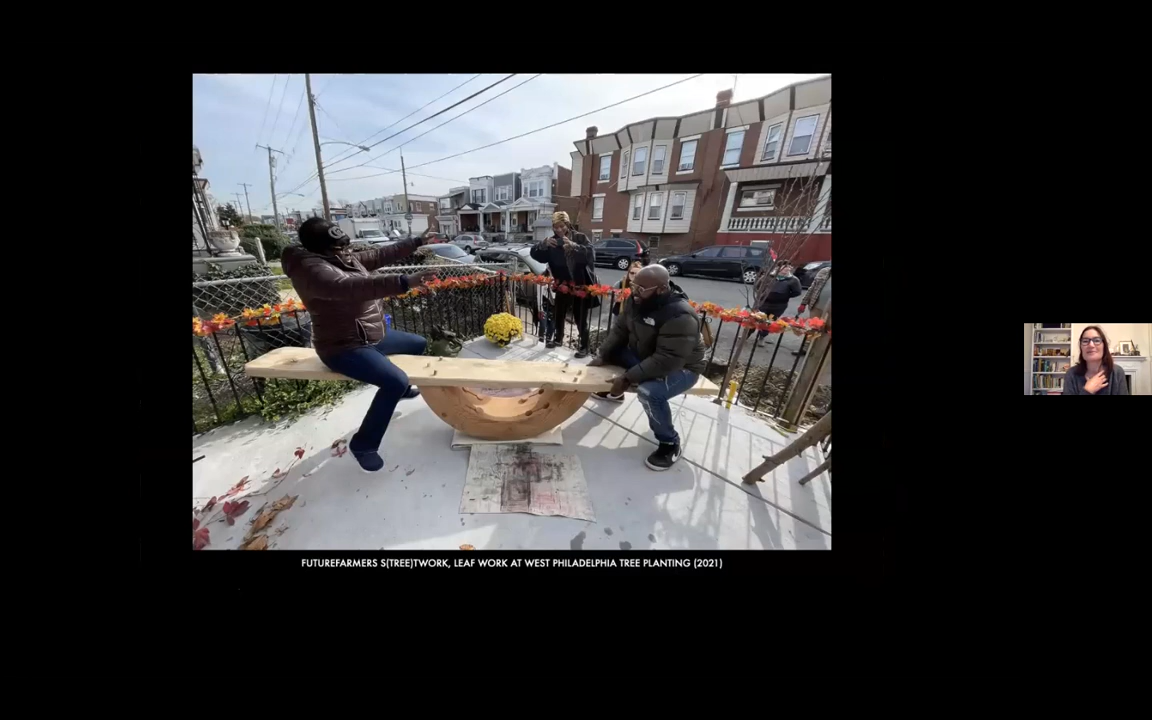 FUTUREFARMERS S(TREE)TWORK, LEAF WORK AT WEST PHILADELPHIA TREE PLANTING (2021)